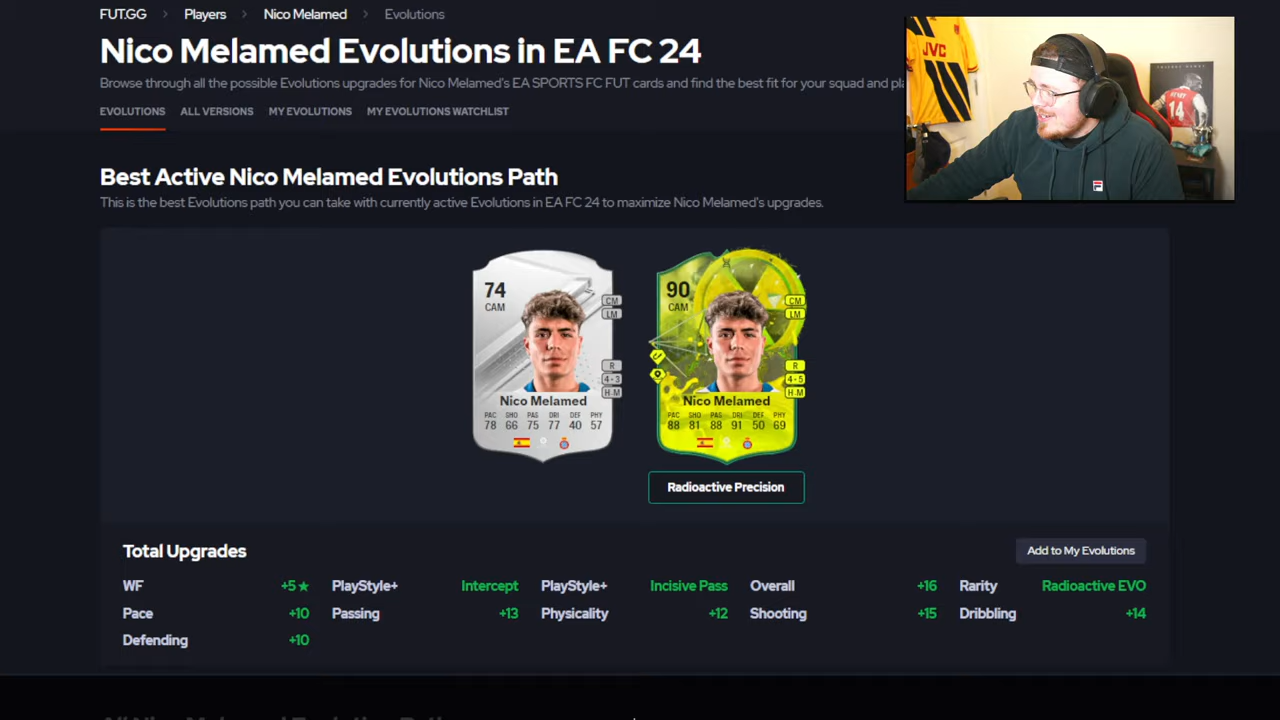 FUT.GG > Players > Nico Melamed > Evolutions
Nico Melamed Evolutions in EA FC 24
Browse through all the possible Evolutions upgrades for Nico Melamed's EA SPORTS FC FUT cards and find the best fit for your squad and pla
EVOLUTIONS ALL VERSIONS MY EVOLUTIONS MY EVOLUTIONS WATCHLIST
JVC
14
Best Active Nico Melamed Evolutions Path
This is the best Evolutions path you can take with currently active Evolutions in EA FC 24 to maximize Nico Melamed's upgrades.
74 90
CAM CAM
CM CM
LM LM
R R
4-3 4-5
H.M H.M
Nico Melamed Nico Melamed
PAC SHO PAS DRI DEF PHY PAC SHO PAS DRI DEF PHY
78 66 75 77 40 57 88 81 88 91 50 69
Radioactive Precision
Total Upgrades Add to My Evolutions
WF +5★ PlayStyle+ Intercept PlayStyle+ Incisive Pass Overall +16 Rarity Radioactive EVO
Pace +10 Passing +13 Physicality +12 Shooting +15 Dribbling +14
Defending +10